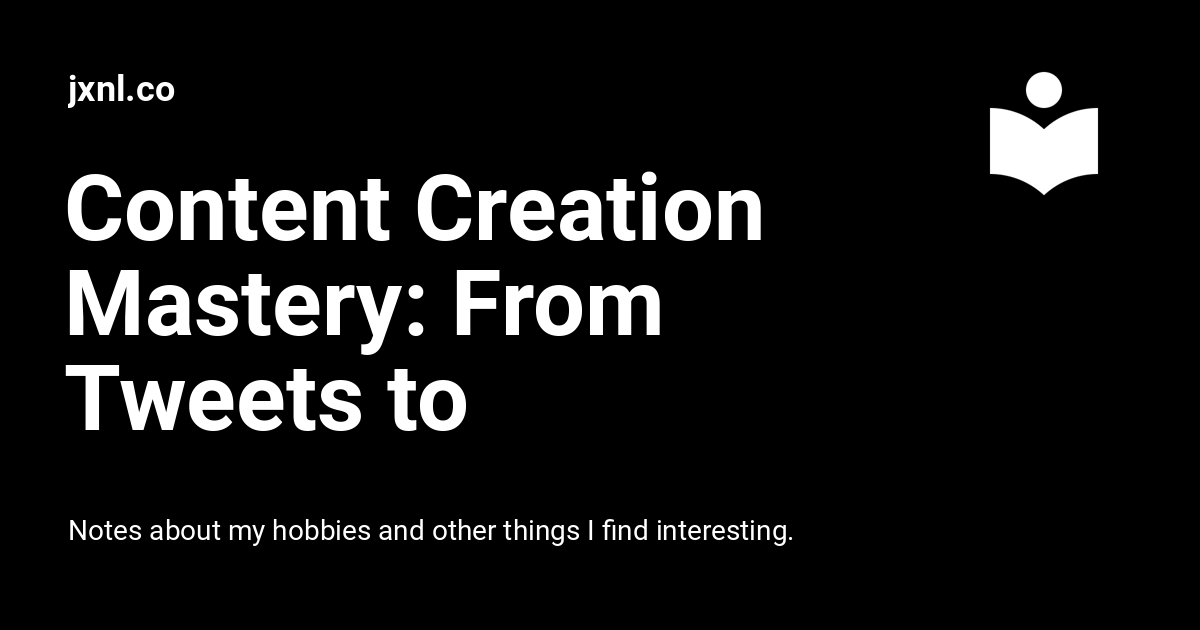 jxnl.co
Content Creation
Mastery: From
Tweets to
Notes about my hobbies and other things I find interesting.